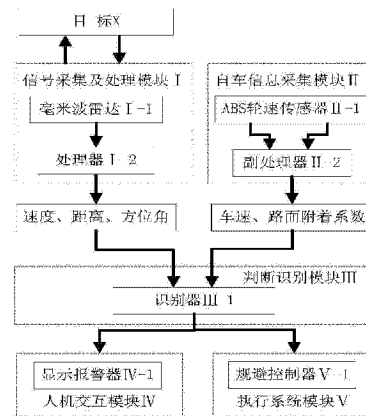 目 标X
信号采集及处理模块Ⅰ
毫米波雷达Ⅰ-1
处理器Ⅰ-2
自车信息采集模块Ⅱ
ABS轮速传感器Ⅱ-1
副处理器Ⅱ-2
速度、距离、方位角
车速、路面附着系数
判断识别模块Ⅲ
识别器Ⅲ-1
显示报警器Ⅳ-1
人机交互模块Ⅳ
规避控制器Ⅴ-1
执行系统模块Ⅴ